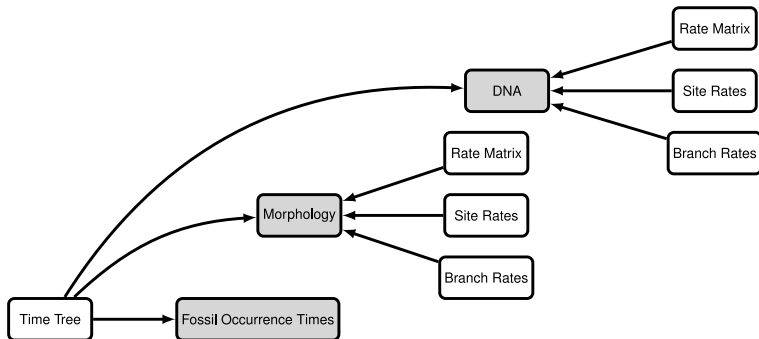 Rate Matrix
DNA
Site Rates
Branch Rates
Rate Matrix
Morphology
Site Rates
Branch Rates
Time Tree
Fossil Occurrence Times